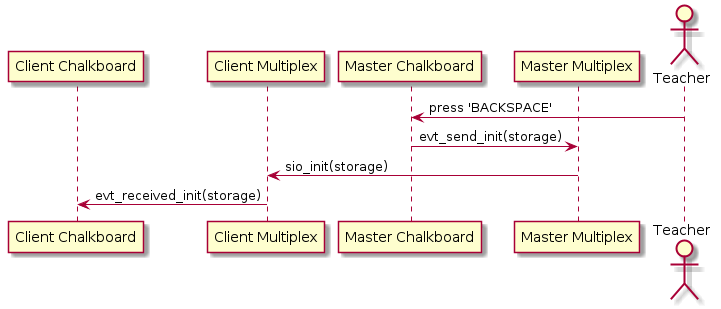 Teacher
Client Chalkboard
Client Multiplex
Master Chalkboard
Master Multiplex
press 'BACKSPACE'
evt_send_init(storage)
sio_init(storage)
evt_received_init(storage)
Client Chalkboard
Client Multiplex
Master Chalkboard
Master Multiplex
Teacher